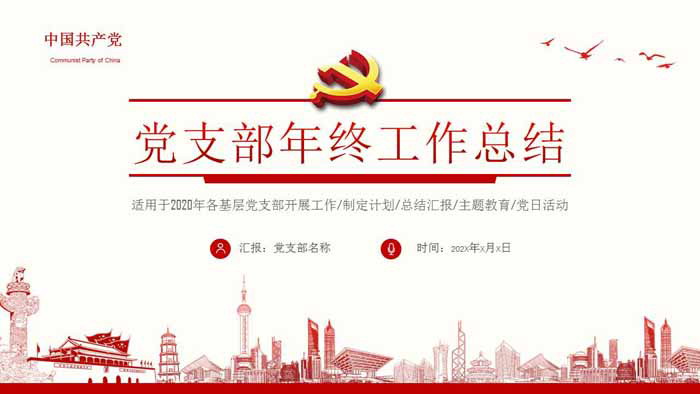 中国共产党
Communist Party of China
党支部年终工作总结
适用于2020年各基层党支部开展工作/制定计划/总结汇报/主题教育/党日活动
汇报：党支部名称
时间：202X年X月X日